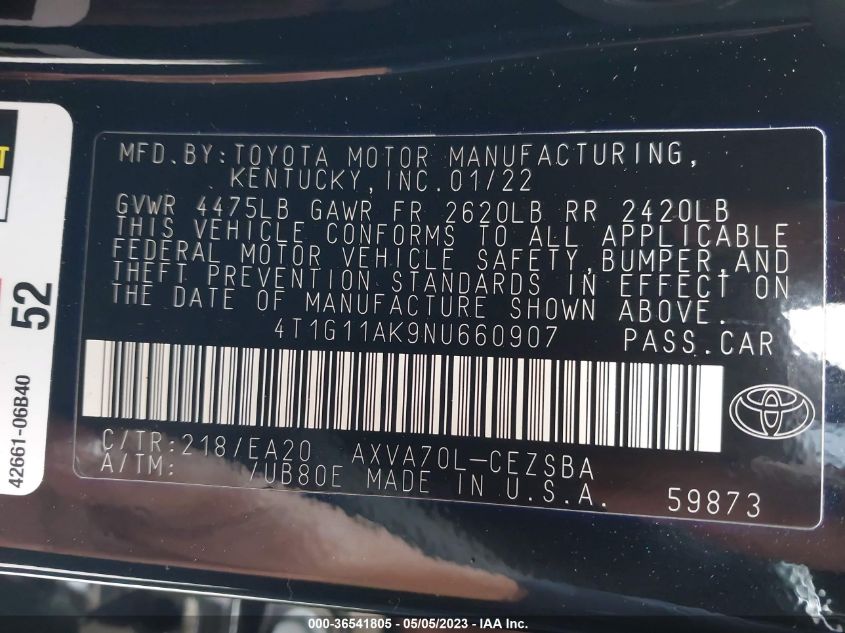 MFD.BY:TOYOTA MOTOR MANUFACTURING,
KENTUCKY,INC.01/22
GVWR 4475LB GAWR FR 2620LB RR 2420LB
THIS VEHICLE CONFORMS TO ALL APPLICABLE
FEDERAL MOTOR VEHICLE SAFETY,BUMPER,AND
THEFT PREVENTION STANDARDS IN EFFECT ON
THE DATE OF MANUFACTURE SHOWN ABOVE.
4T1G11AK9NU660907 PASS.CAR
C/TR:218/EA20 AXVA70L-CEZSBA
A/TM: /UB80E MADE IN U.S.A. 59873
52
42661-06B40
000-36541805 - 05/05/2023 - IAA Inc.